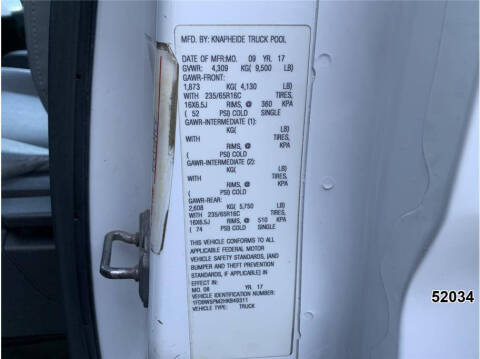 MFD. BY: KNAPHEIDE TRUCK POOL
DATE OF MFD: MO. 09 YR. 17
GVWR: 4,309 KG( 9,500 LB)
GAWR-FRONT:
1,873 KG( 4,130 LB)
WITH 235/65R16C TIRES,
16X6.5J RIMS, @ 360 KPA
( 52 PSI) COLD SINGLE
GAWR-INTERMEDIATE (1):
KG( LB)
WITH TIRES,
RIMS, @ KPA
( PSI) COLD
GAWR-INTERMEDIATE (2):
KG( LB)
WITH TIRES,
RIMS, @ KPA
( PSI) COLD
GAWR-REAR:
2,608 KG( 5,750 LB)
WITH 235/65R16C TIRES,
16X6.5J RIMS, @ 510 KPA
( 74 PSI) COLD SINGLE
THIS VEHICLE CONFORMS TO ALL
APPLICABLE FEDERAL MOTOR
VEHICLE SAFETY STANDARDS, [AND
BUMPER AND THEFT PREVENTION
STANDARDS, IF APPLICABLE] IN
EFFECT IN
MO. 08 YR. 17
VEHICLE IDENTIFICATION NUMBER:
VEHICLE TYPE: TRUCK
52034